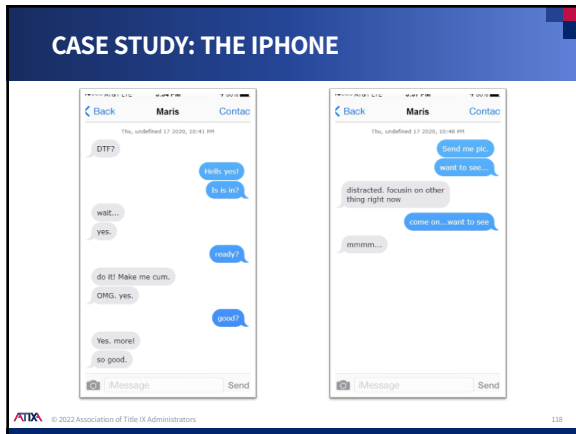 CASE STUDY: THE IPHONE
Back Maris Contac
Thu, undefined 17 2020, 10:41 PM
DTF?
Hells yes!
Is is in?
wait...
yes.
ready?
do it! Make me cum.
OMG. yes.
good?
Yes. more!
so good.
iMessage Send
Back Maris Contac
Thu, undefined 17 2020, 10:48 PM
Send me pic.
want to see...
distracted. focusin on other
thing right now
come on...want to see
mmmm...
iMessage Send
ATIXA © 2022 Association of Title IX Administrators 118